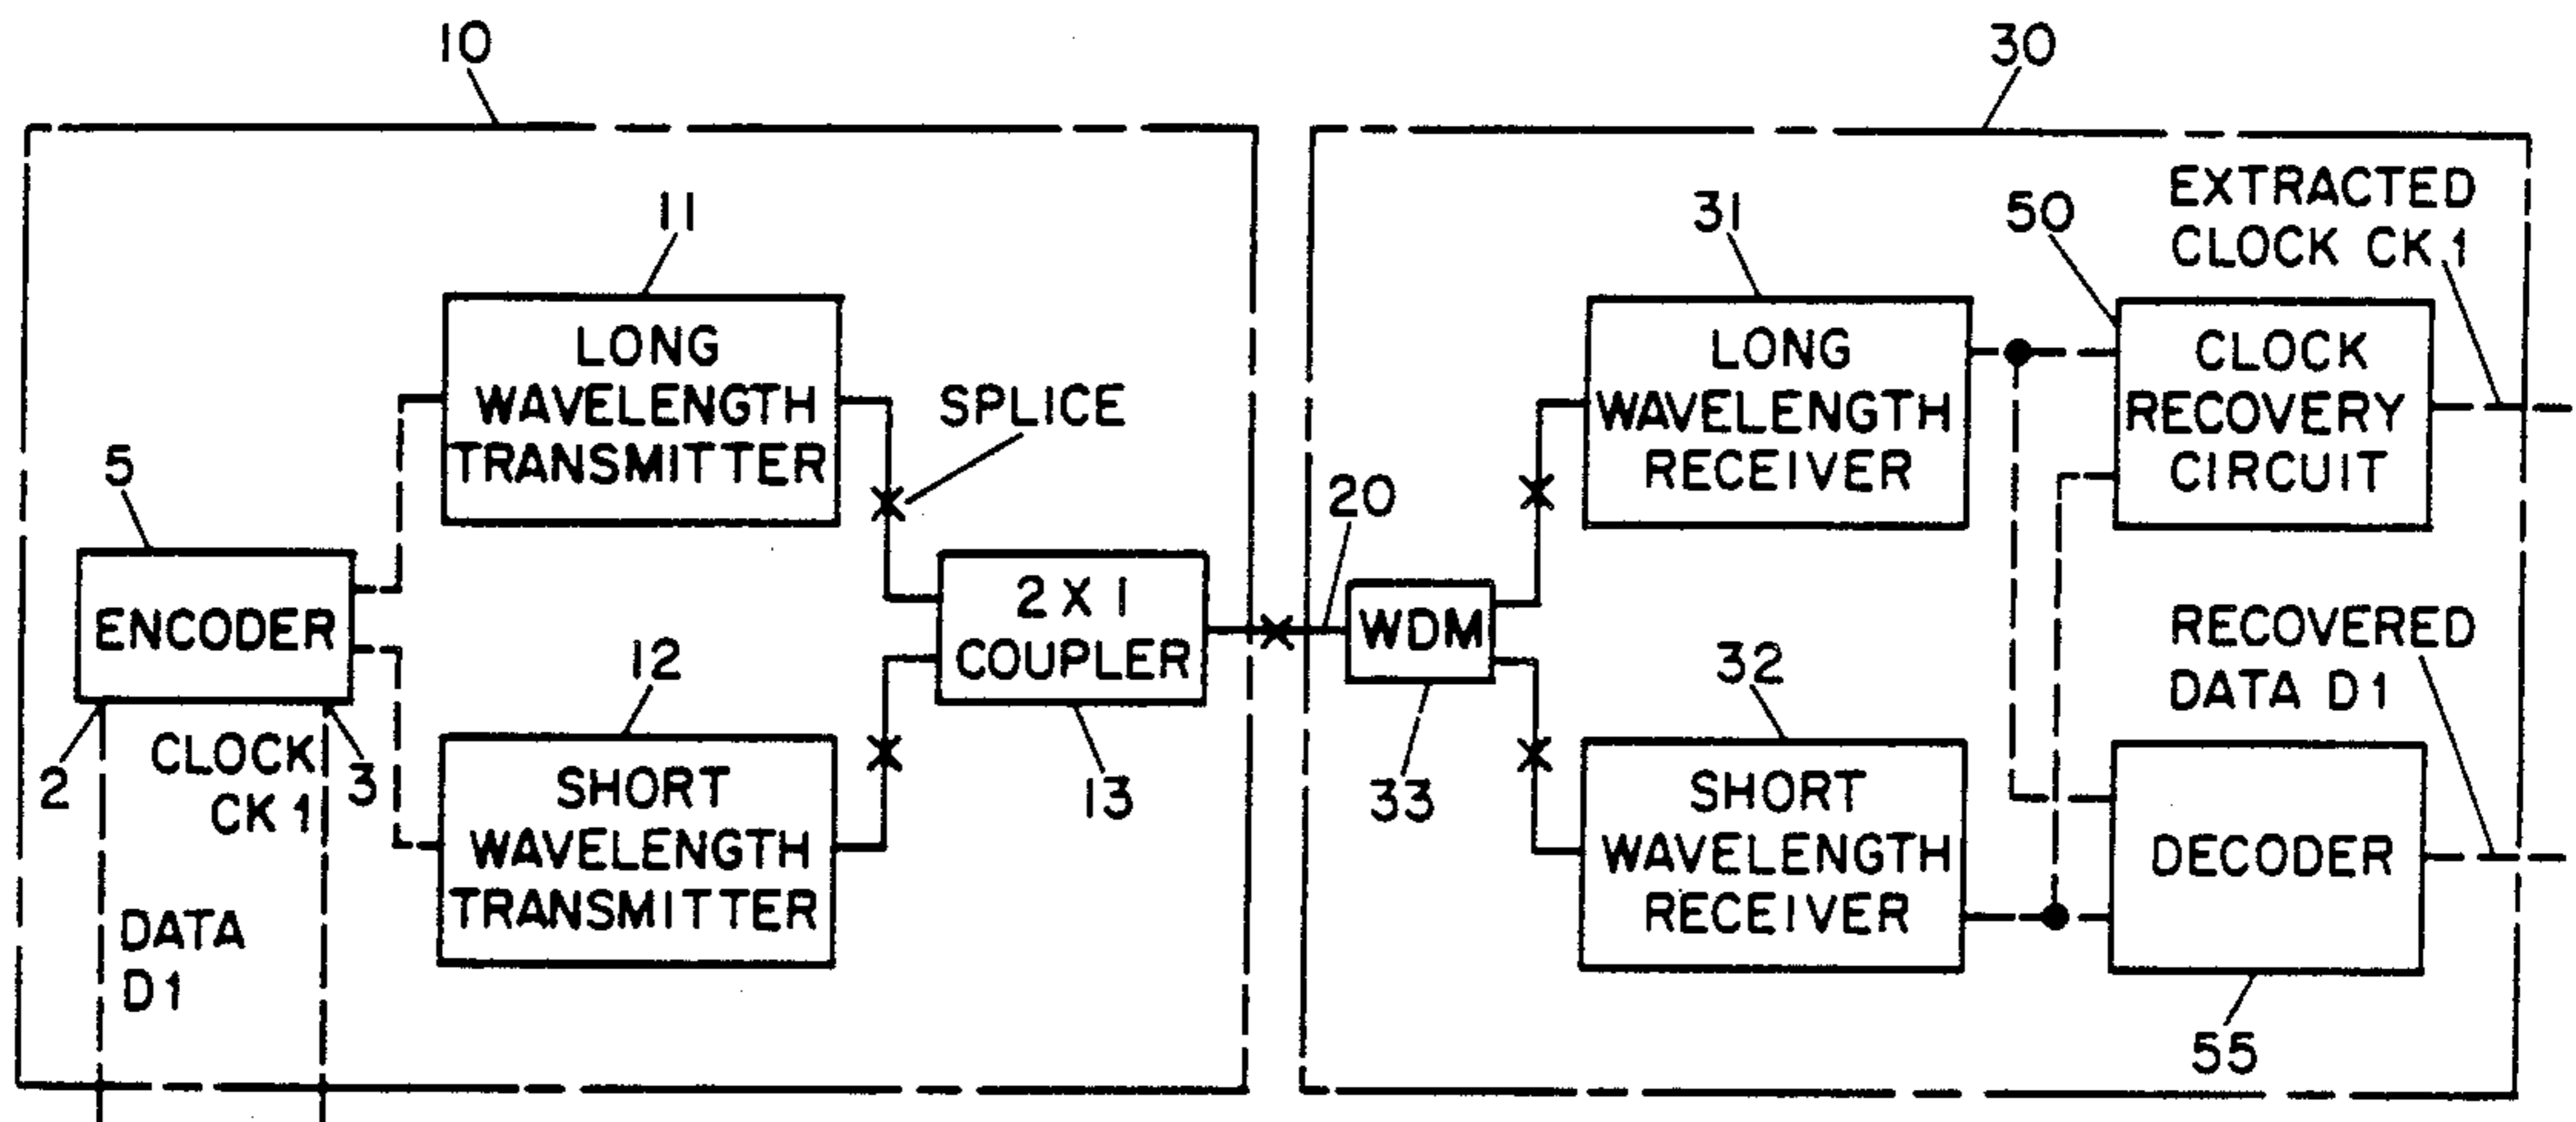 10
30
EXTRACTED
CLOCK CK 1
11
31
50
LONG
WAVELENGTH
TRANSMITTER
SPLICE
LONG
WAVELENGTH
RECEIVER
CLOCK
RECOVERY
CIRCUIT
5
20
ENCODER
2 X 1
COUPLER
WDM
RECOVERED
DATA D1
12
32
2
CLOCK
CK 1
3
13
33
SHORT
WAVELENGTH
TRANSMITTER
SHORT
WAVELENGTH
RECEIVER
DECODER
DATA
D1
55